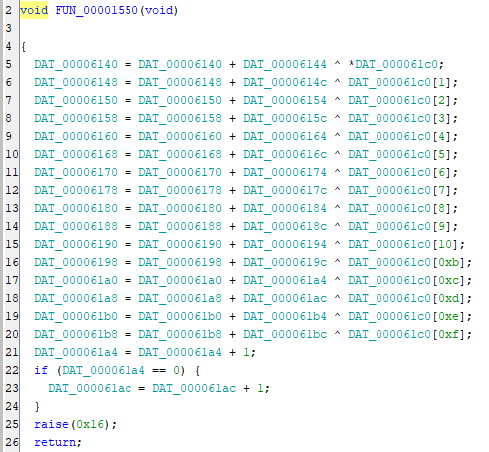 2 void FUN_00001550(void)
3
4 {
5 DAT_00006140 = DAT_00006140 + DAT_00006144 ^ *DAT_000061c0;
6 DAT_00006148 = DAT_00006148 + DAT_0000614c ^ DAT_000061c0[1];
7 DAT_00006150 = DAT_00006150 + DAT_00006154 ^ DAT_000061c0[2];
8 DAT_00006158 = DAT_00006158 + DAT_0000615c ^ DAT_000061c0[3];
9 DAT_00006160 = DAT_00006160 + DAT_00006164 ^ DAT_000061c0[4];
10 DAT_00006168 = DAT_00006168 + DAT_0000616c ^ DAT_000061c0[5];
11 DAT_00006170 = DAT_00006170 + DAT_00006174 ^ DAT_000061c0[6];
12 DAT_00006178 = DAT_00006178 + DAT_0000617c ^ DAT_000061c0[7];
13 DAT_00006180 = DAT_00006180 + DAT_00006184 ^ DAT_000061c0[8];
14 DAT_00006188 = DAT_00006188 + DAT_0000618c ^ DAT_000061c0[9];
15 DAT_00006190 = DAT_00006190 + DAT_00006194 ^ DAT_000061c0[10];
16 DAT_00006198 = DAT_00006198 + DAT_0000619c ^ DAT_000061c0[0xb];
17 DAT_000061a0 = DAT_000061a0 + DAT_000061a4 ^ DAT_000061c0[0xc];
18 DAT_000061a8 = DAT_000061a8 + DAT_000061ac ^ DAT_000061c0[0xd];
19 DAT_000061b0 = DAT_000061b0 + DAT_000061b4 ^ DAT_000061c0[0xe];
20 DAT_000061b8 = DAT_000061b8 + DAT_000061bc ^ DAT_000061c0[0xf];
21 DAT_000061a4 = DAT_000061a4 + 1;
22 if (DAT_000061a4 == 0) {
23 DAT_000061ac = DAT_000061ac + 1;
24 }
25 raise(0x16);
26 return;